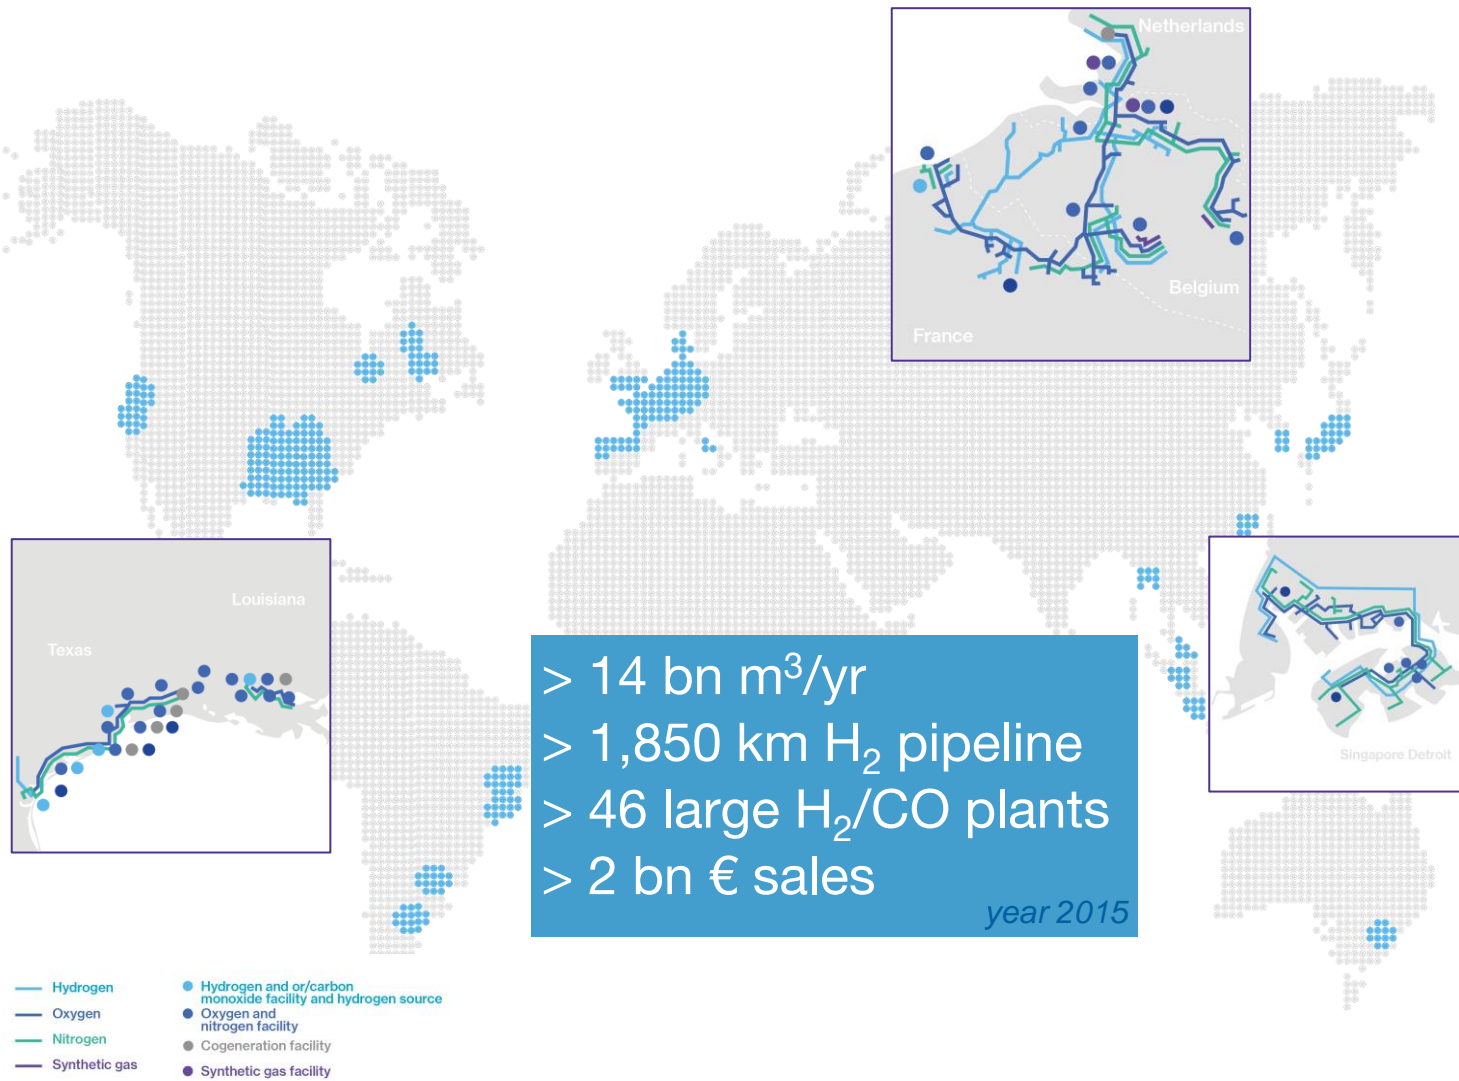 Netherlands
Belgium
France
Louisiana
Texas
Singapore Detroit
> 14 bn m³/yr
> 1,850 km H₂ pipeline
> 46 large H₂/CO plants
> 2 bn € sales
year 2015
Hydrogen
Oxygen
Nitrogen
Synthetic gas
Hydrogen and or/carbon
monoxide facility and hydrogen source
Oxygen and
nitrogen facility
Cogeneration facility
Synthetic gas facility